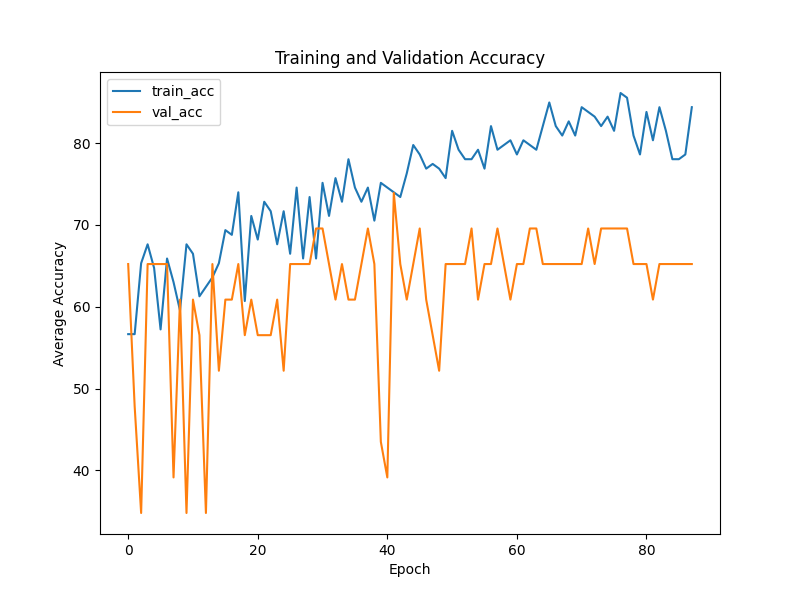 Training and Validation Accuracy
train_acc
val_acc
80
70
60
50
40
Average Accuracy
0 20 40 60 80
Epoch